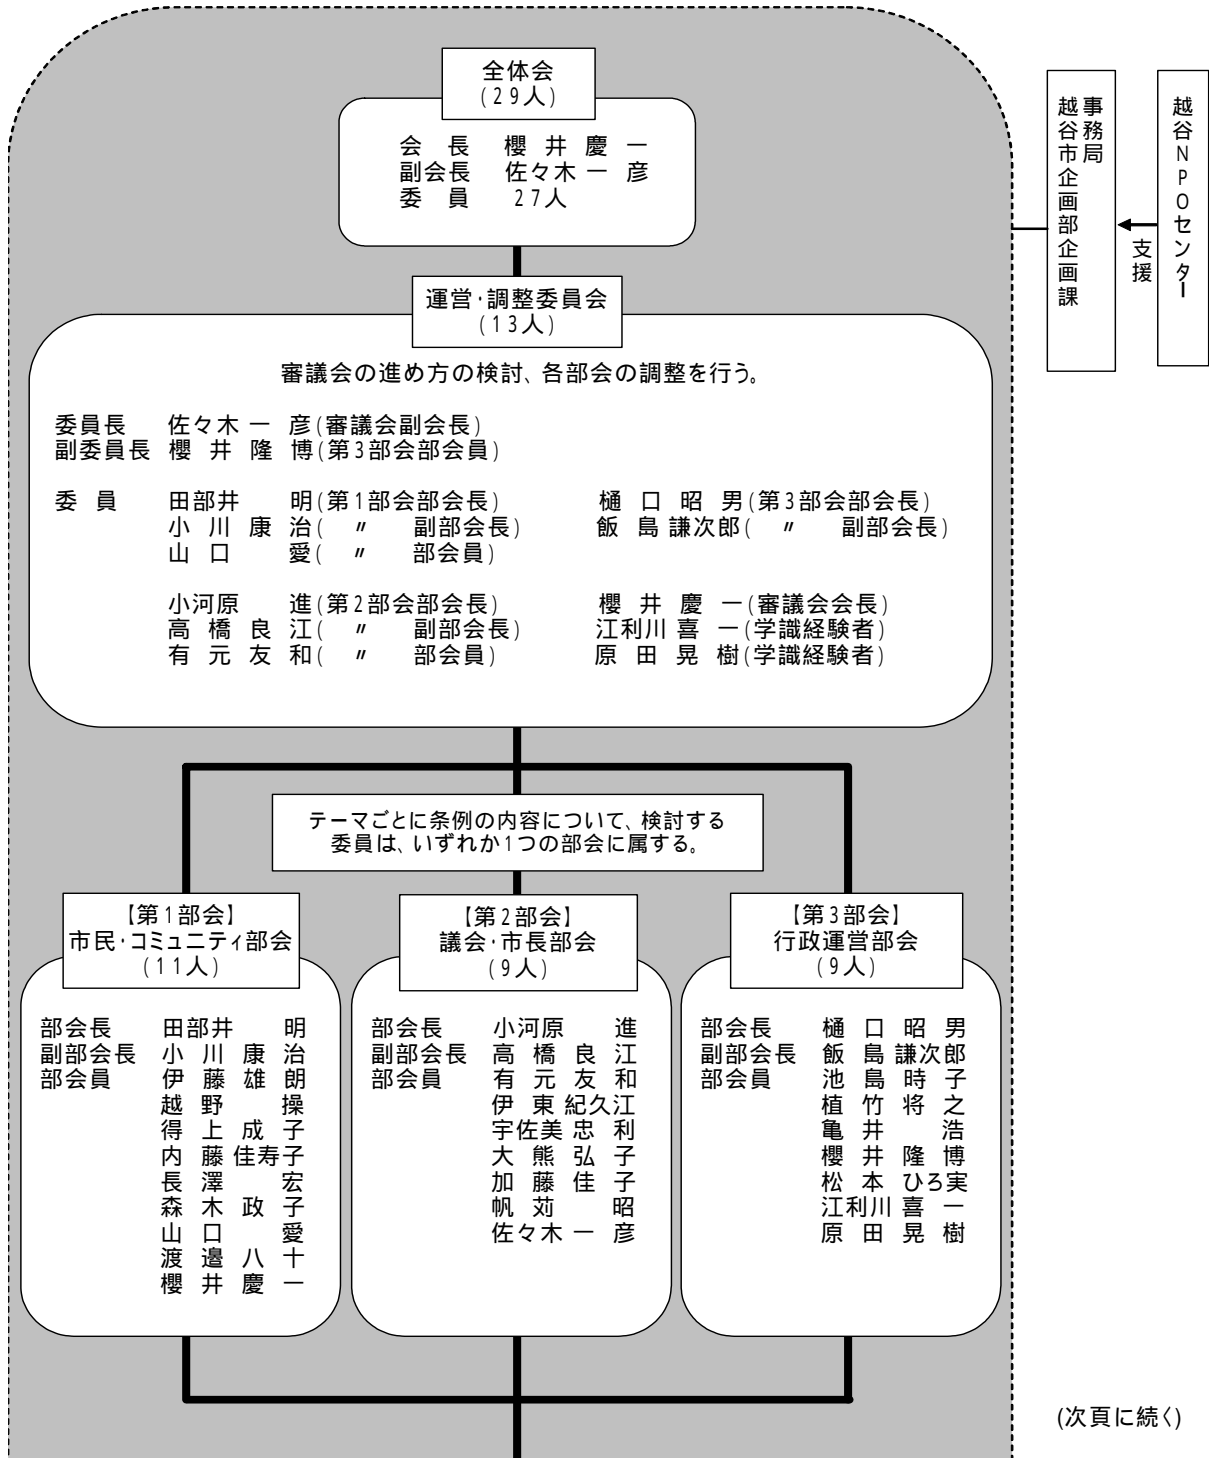 全体会
(29人)
会　長　櫻　井　慶　一
副会長　佐々木　一　彦
委　員　27人
事務局
越谷市企画部企画課
支援
越谷NPOセンター
運営・調整委員会
(13人)
審議会の進め方の検討、各部会の調整を行う。
委員長　佐々木　一　彦(審議会副会長)
副委員長　櫻　井　隆　博(第3部会部会員)
委　員　田部井　　明(第1部会部会長)　樋　口　昭　男(第3部会部会長)
小　川　康　治(　〃　副部会長)　飯　島　謙次郎(　〃　副部会長)
山　口　　愛(　〃　部会員)
小河原　　進(第2部会部会長)　櫻　井　慶　一(審議会会長)
高　橋　良　江(　〃　副部会長)　江利川　喜　一(学識経験者)
有　元　友　和(　〃　部会員)　原　田　晃　樹(学識経験者)
テーマごとに条例の内容について、検討する
委員は、いずれか1つの部会に属する。
【第1部会】
市民・コミュニティ部会
(11人)
部会長　田部井　　明
副部会長　小　川　康　治
部会員　伊　藤　雄　朗
越　野　　操
得　上　成　子
内　藤　佳寿子
長　澤　　宏
森　木　政　子
山　口　　愛
渡　邉　八　十
櫻　井　慶　一
【第2部会】
議会・市長部会
(9人)
部会長　小河原　　進
副部会長　高　橋　良　江
部会員　有　元　友　和
伊　東　紀久江
宇佐美　忠　利
大　熊　弘　子
加　藤　佳　子
帆　苅　　昭
佐々木　一　彦
【第3部会】
行政運営部会
(9人)
部会長　樋　口　昭　男
副部会長　飯　島　謙次郎
部会員　池　島　時　子
植　竹　将　之
亀　井　　浩
櫻　井　隆　博
松　本　ひろ実
江利川　喜　一
原　田　晃　樹
(次頁に続く)